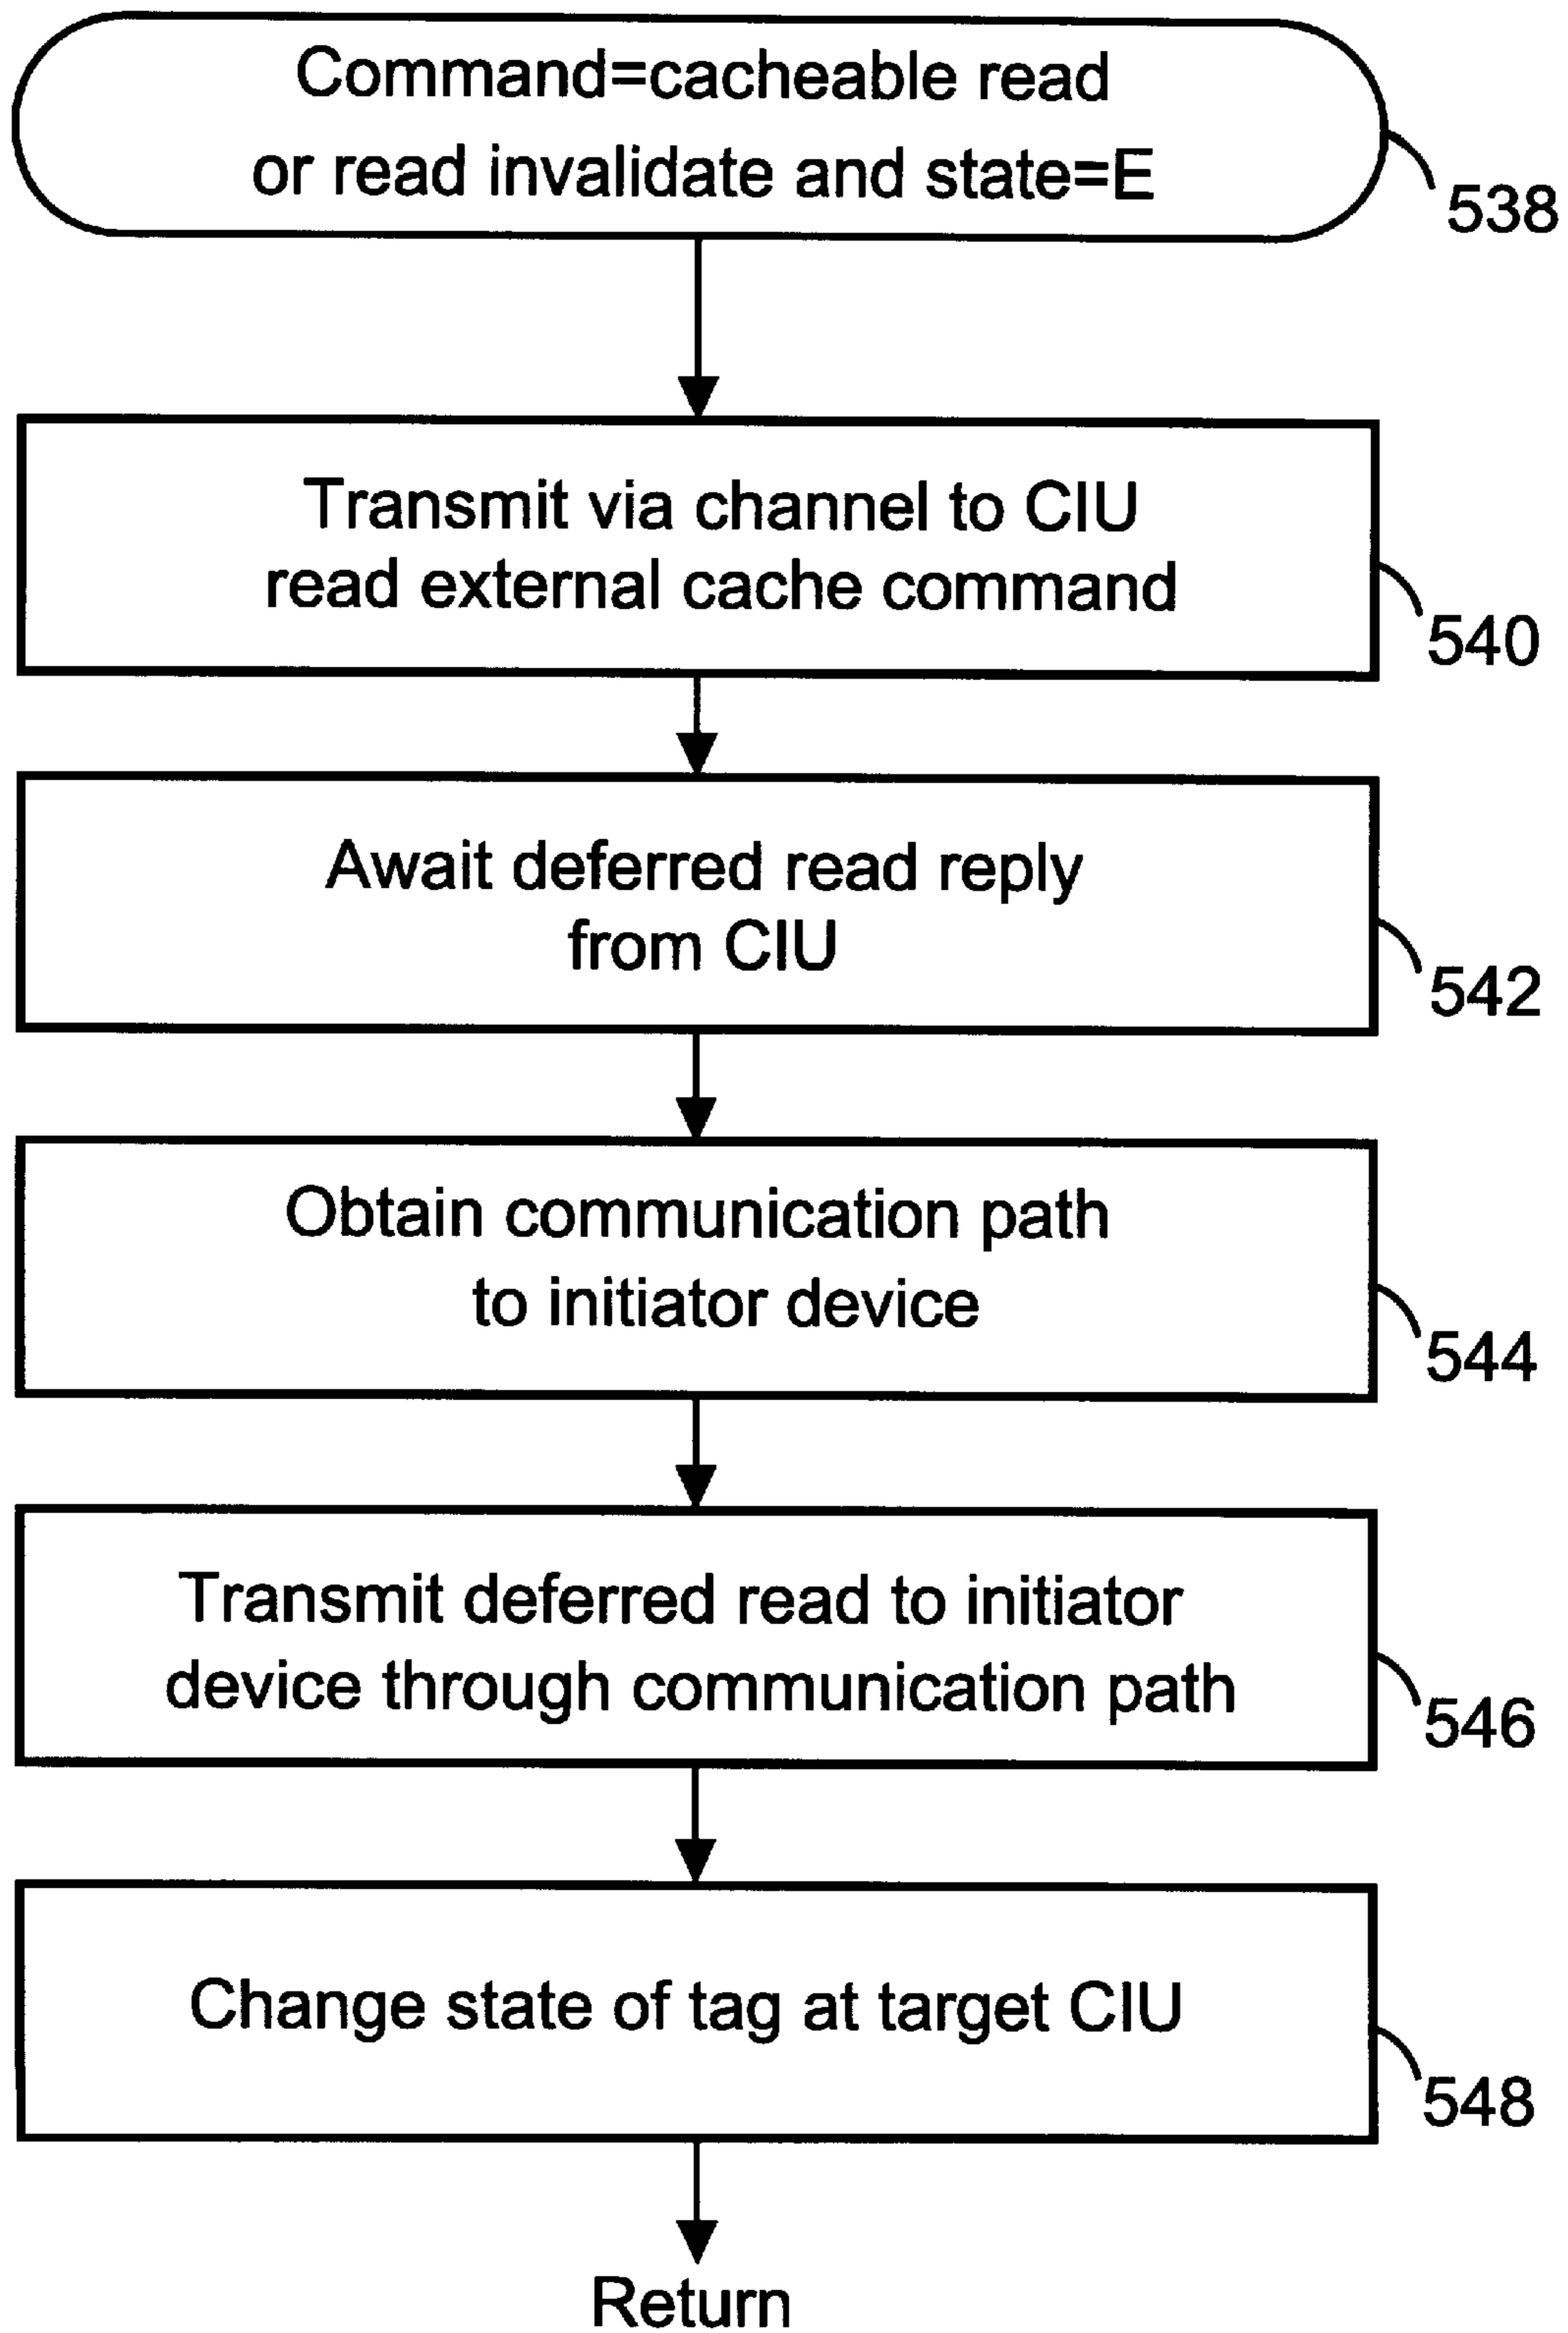 Command=cacheable read
or read invalidate and state=E
538
Transmit via channel to CIU
read external cache command
540
Await deferred read reply
from CIU
542
Obtain communication path
to initiator device
544
Transmit deferred read to initiator
device through communication path
546
Change state of tag at target CIU
548
Return